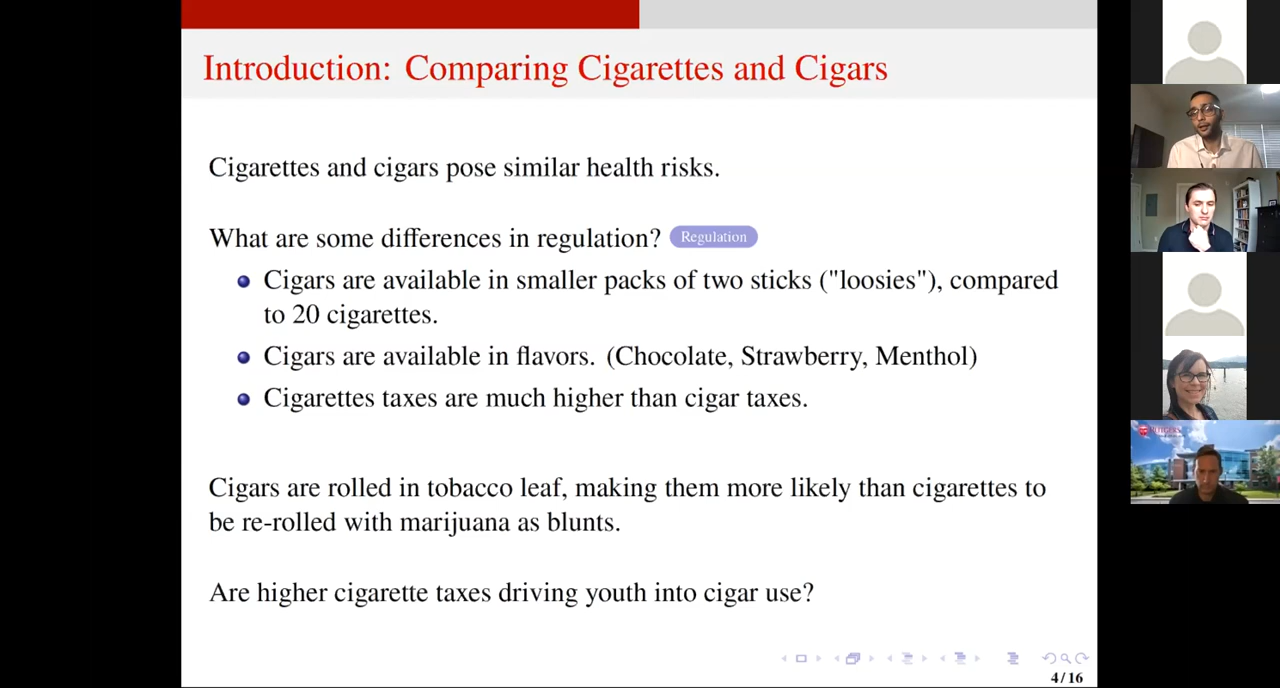 Introduction: Comparing Cigarettes and Cigars
Cigarettes and cigars pose similar health risks.
What are some differences in regulation? Regulation
Cigars are available in smaller packs of two sticks ("loosies"), compared
to 20 cigarettes.
Cigars are available in flavors. (Chocolate, Strawberry, Menthol)
Cigarettes taxes are much higher than cigar taxes.
Cigars are rolled in tobacco leaf, making them more likely than cigarettes to
be re-rolled with marijuana as blunts.
Are higher cigarette taxes driving youth into cigar use?
4/16
RUTGERS